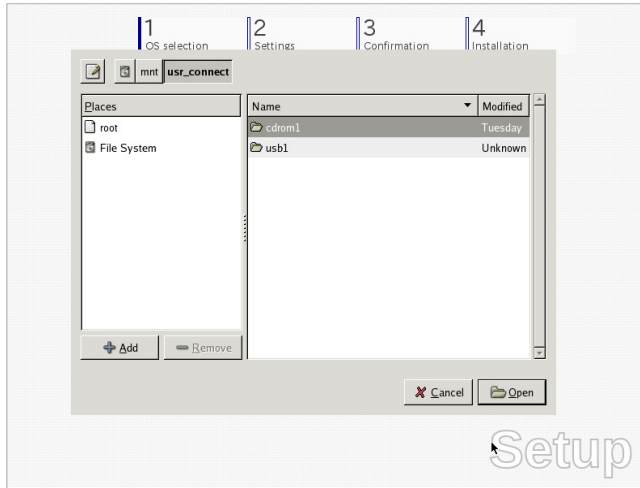 1 2 3 4
OS selection Settings Confirmation Installation
mnt usr_connect
Places Name Modified
root cdrom1 Tuesday
File System usb1 Unknown
Add Remove
Cancel Open
Setup